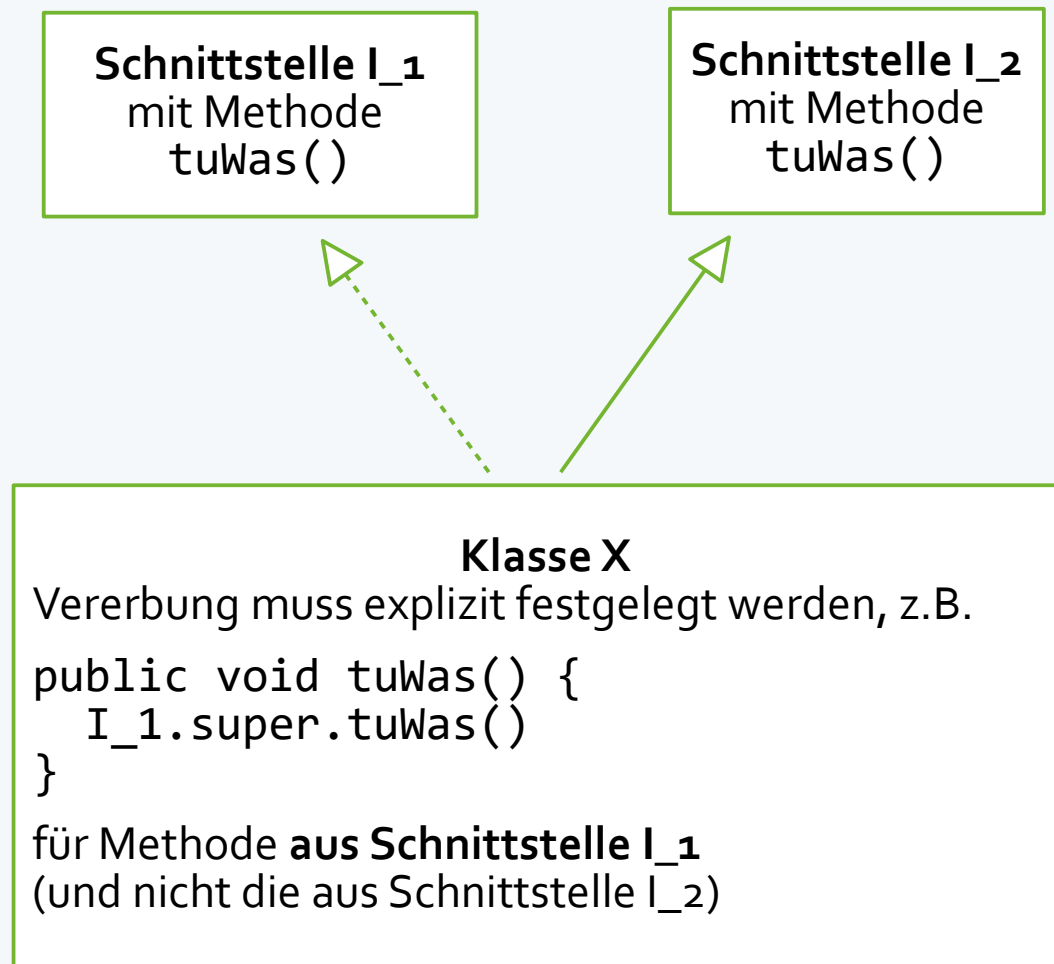 Schnittstelle I_1
mit Methode
tuWas()
Schnittstelle I_2
mit Methode
tuWas()
Klasse X
Vererbung muss explizit festgelegt werden, z.B.
public void tuWas() {
  I_1.super.tuWas()
}
für Methode aus Schnittstelle I_1
(und nicht die aus Schnittstelle I_2)